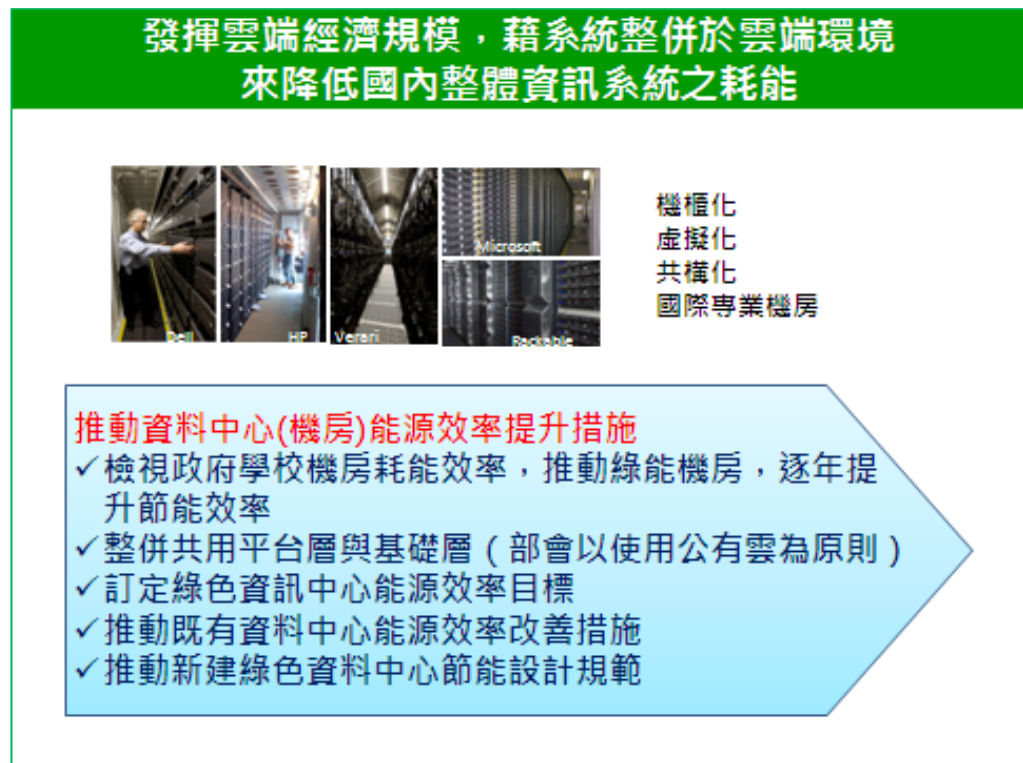 發揮雲端經濟規模，藉系統整併於雲端環境
來降低國內整體資訊系統之耗能
Dell
HP
Verari
Microsoft
Rackable
機櫃化
虛擬化
共構化
國際專業機房
推動資料中心(機房)能源效率提升措施
✓檢視政府學校機房耗能效率，推動綠能機房，逐年提
升節能效率
✓整併共用平台層與基礎層（部會以使用公有雲為原則）
✓訂定綠色資訊中心能源效率目標
✓推動既有資料中心能源效率改善措施
✓推動新建綠色資料中心節能設計規範